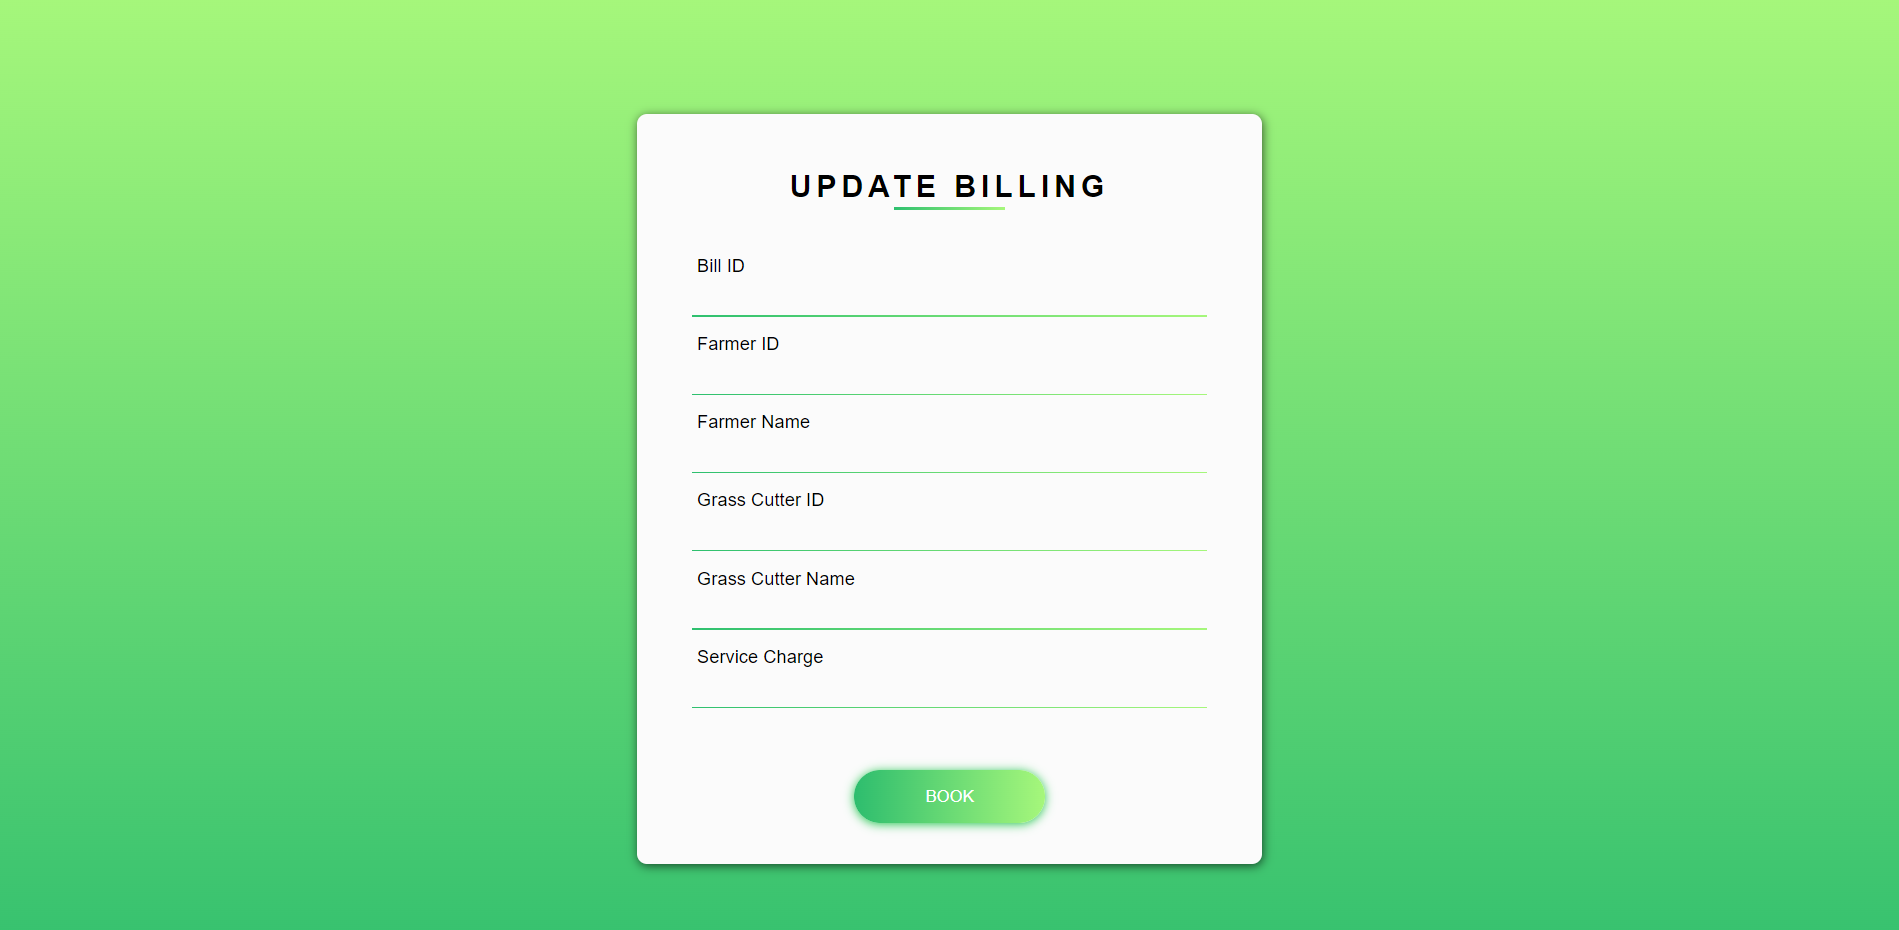 UPDATE BILLING
Bill ID
Farmer ID
Farmer Name
Grass Cutter ID
Grass Cutter Name
Service Charge
BOOK